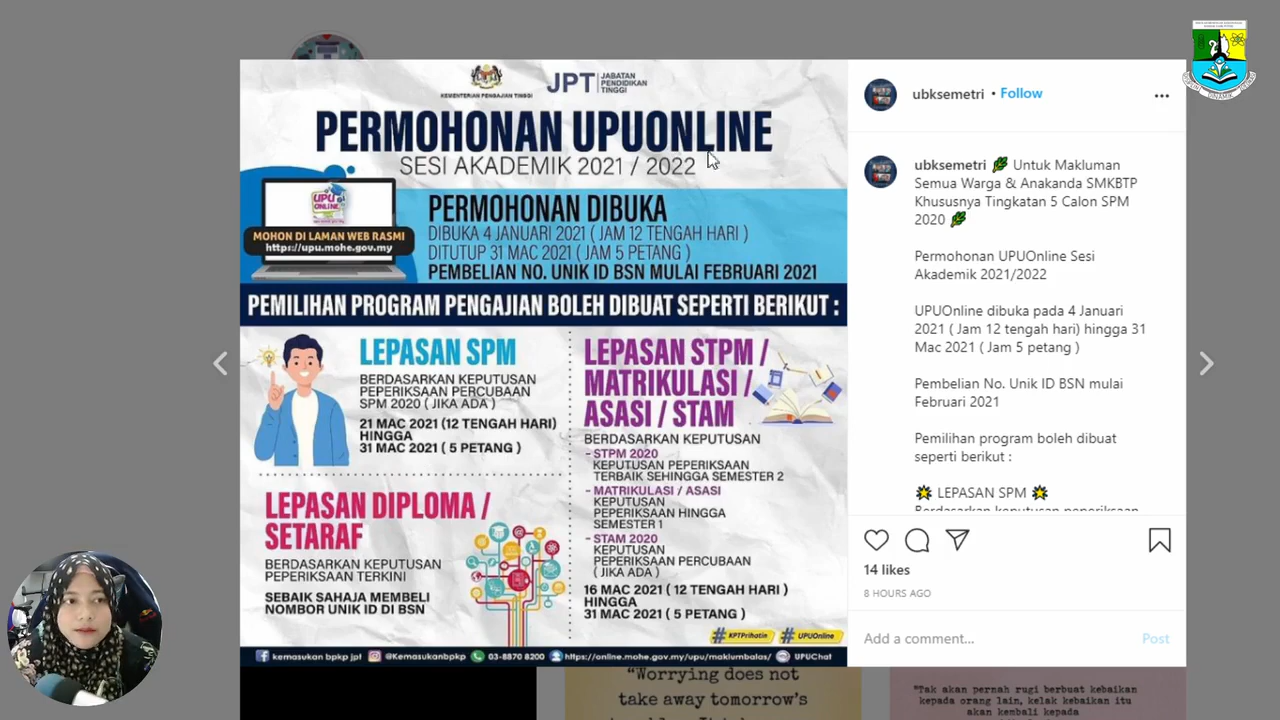 KEMENTERIAN PENGAJIAN TINGGI
JPT
JABATAN
PENDIDIKAN
TINGGI
PERMOHONAN UPUONLINE
SESI AKADEMIK 2021 / 2022
UPU
ONLINE
MOHON DI LAMAN WEB RASMI
https://upu.mohe.gov.my
PERMOHONAN DIBUKA
DIBUKA 4 JANUARI 2021 ( JAM 12 TENGAH HARI )
DITUTUP 31 MAC 2021 ( JAM 5 PETANG )
PEMBELIAN NO. UNIK ID BSN MULAI FEBRUARI 2021
PEMILIHAN PROGRAM PENGAJIAN BOLEH DIBUAT SEPERTI BERIKUT :
LEPASAN SPM
BERDASARKAN KEPUTUSAN
PEPERIKSAAN PERCUBAAN
SPM 2020 ( JIKA ADA )
21 MAC 2021 (12 TENGAH HARI)
HINGGA
31 MAC 2021 ( 5 PETANG )
LEPASAN DIPLOMA /
SETARAF
BERDASARKAN KEPUTUSAN
PEPERIKSAAN TERKINI
SEBAIK SAHAJA MEMBELI
NOMBOR UNIK ID DI BSN
LEPASAN STPM /
MATRIKULASI /
ASASI / STAM
BERDASARKAN KEPUTUSAN
- STPM 2020
KEPUTUSAN PEPERIKSAAN
TERBAIK SEHINGGA SEMESTER 2
- MATRIKULASI / ASASI
KEPUTUSAN
PEPERIKSAAN HINGGA
SEMESTER 1
- STAM 2020
KEPUTUSAN
PEPERIKSAAN PERCUBAAN
( JIKA ADA )
16 MAC 2021 ( 12 TENGAH HARI )
HINGGA
31 MAC 2021 ( 5 PETANG )
# KPTPrihatin # UPUOnline
kemasukan bpkp jpt @Kemasukanbpkp 03-8870 8200 https://online.mohe.gov.my/upu/maklumbalas/ UPUChat
ubksemetri • Follow
ubksemetri 🌿 Untuk Makluman
Semua Warga & Anakanda SMKBTP
Khususnya Tingkatan 5 Calon SPM
2020 🌿
Permohonan UPUOnline Sesi
Akademik 2021/2022
UPUOnline dibuka pada 4 Januari
2021 ( Jam 12 tengah hari) hingga 31
Mac 2021 ( Jam 5 petang )
Pembelian No. Unik ID BSN mulai
Februari 2021
Pemilihan program boleh dibuat
seperti berikut :
🌟 LEPASAN SPM 🌟
Berdasarkan keputusan peperiksaan
14 likes
8 HOURS AGO
Add a comment...
Post
"Worrying does not
take away tomorrow's
"Tak akan pernah rugi berbuat kebaikan
kepada orang lain, kelak kebaikan itu
akan kembali kepada